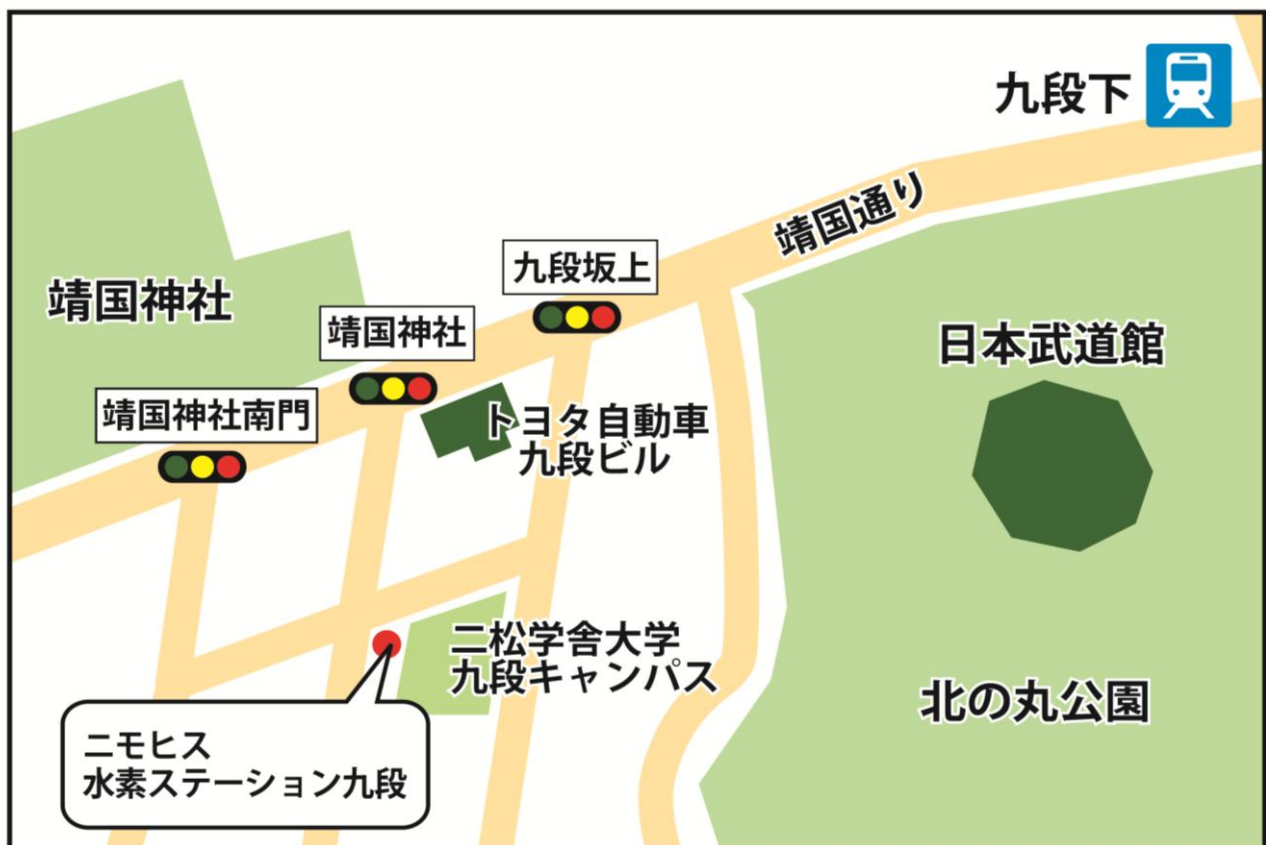 九段下
靖国通り
九段坂上
靖国神社
靖国神社
日本武道館
靖国神社南門
トヨタ自動車
九段ビル
二松学舎大学
九段キャンパス
北の丸公園
ニモヒス
水素ステーション九段